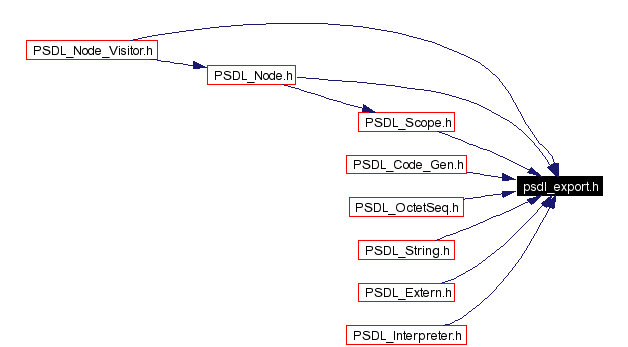 PSDL_Node_Visitor.h
PSDL_Node.h
PSDL_Scope.h
PSDL_Code_Gen.h
psdl_export.h
PSDL_OctetSeq.h
PSDL_String.h
PSDL_Extern.h
PSDL_Interpreter.h